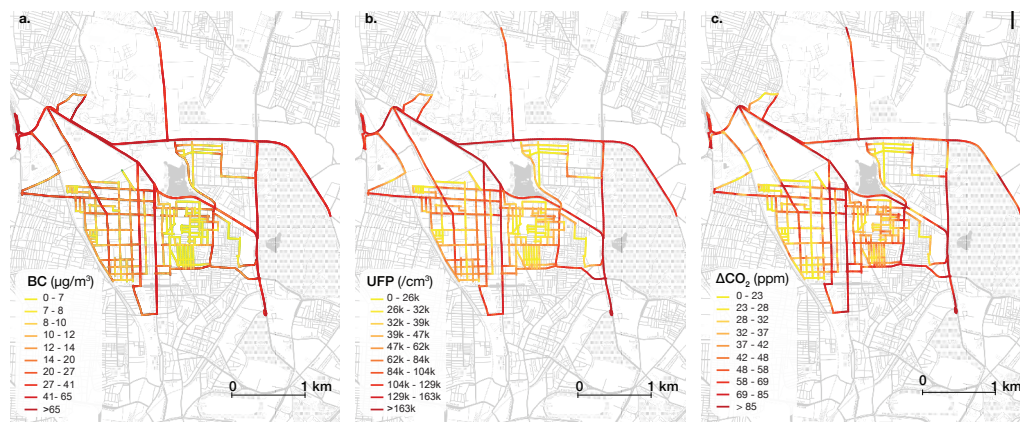 a.
BC (µg/m³)
0 - 7
7 - 8
8 - 10
10 - 12
12 - 14
14 - 20
20 - 27
27 - 41
41 - 65
>65
0 1 km
b.
UFP (/cm³)
0 - 26k
26k - 32k
32k - 39k
39k - 47k
47k - 62k
62k - 84k
84k - 104k
104k - 129k
129k - 163k
>163k
0 1 km
c.
ΔCO₂ (ppm)
0 - 23
23 - 28
28 - 32
32 - 37
37 - 42
42 - 48
48 - 58
58 - 69
69 - 85
> 85
0 1 km